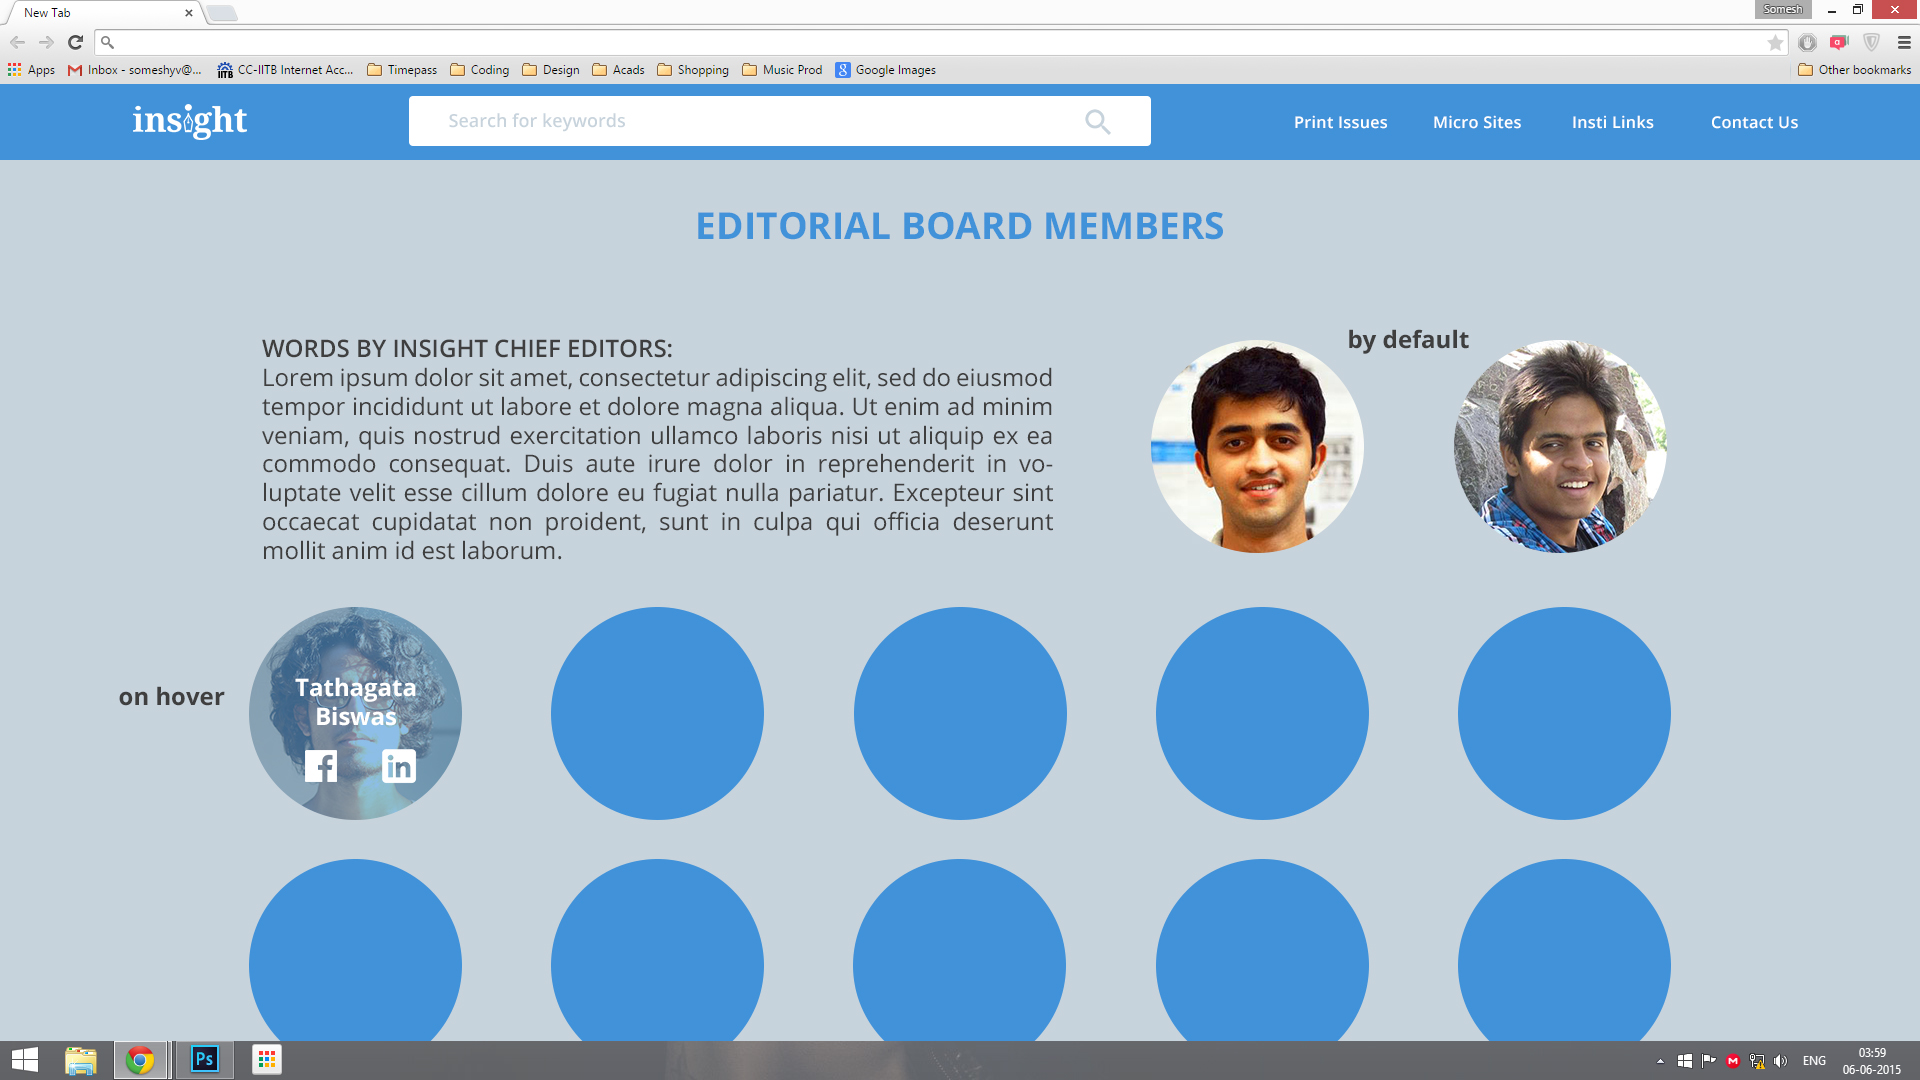 New Tab
Somesh
Apps
Inbox - someshyv@...
CC-IITB Internet Acc...
Timepass
Coding
Design
Acads
Shopping
Music Prod
Google Images
Other bookmarks
insight
Search for keywords
Print Issues
Micro Sites
Insti Links
Contact Us
EDITORIAL BOARD MEMBERS
by default
WORDS BY INSIGHT CHIEF EDITORS:
Lorem ipsum dolor sit amet, consectetur adipiscing elit, sed do eiusmod
tempor incididunt ut labore et dolore magna aliqua. Ut enim ad minim
veniam, quis nostrud exercitation ullamco laboris nisi ut aliquip ex ea
commodo consequat. Duis aute irure dolor in reprehenderit in vo-
luptate velit esse cillum dolore eu fugiat nulla pariatur. Excepteur sint
occaecat cupidatat non proident, sunt in culpa qui officia deserunt
mollit anim id est laborum.
on hover
Tathagata
Biswas
in
Ps
ENG
03:59
06-06-2015